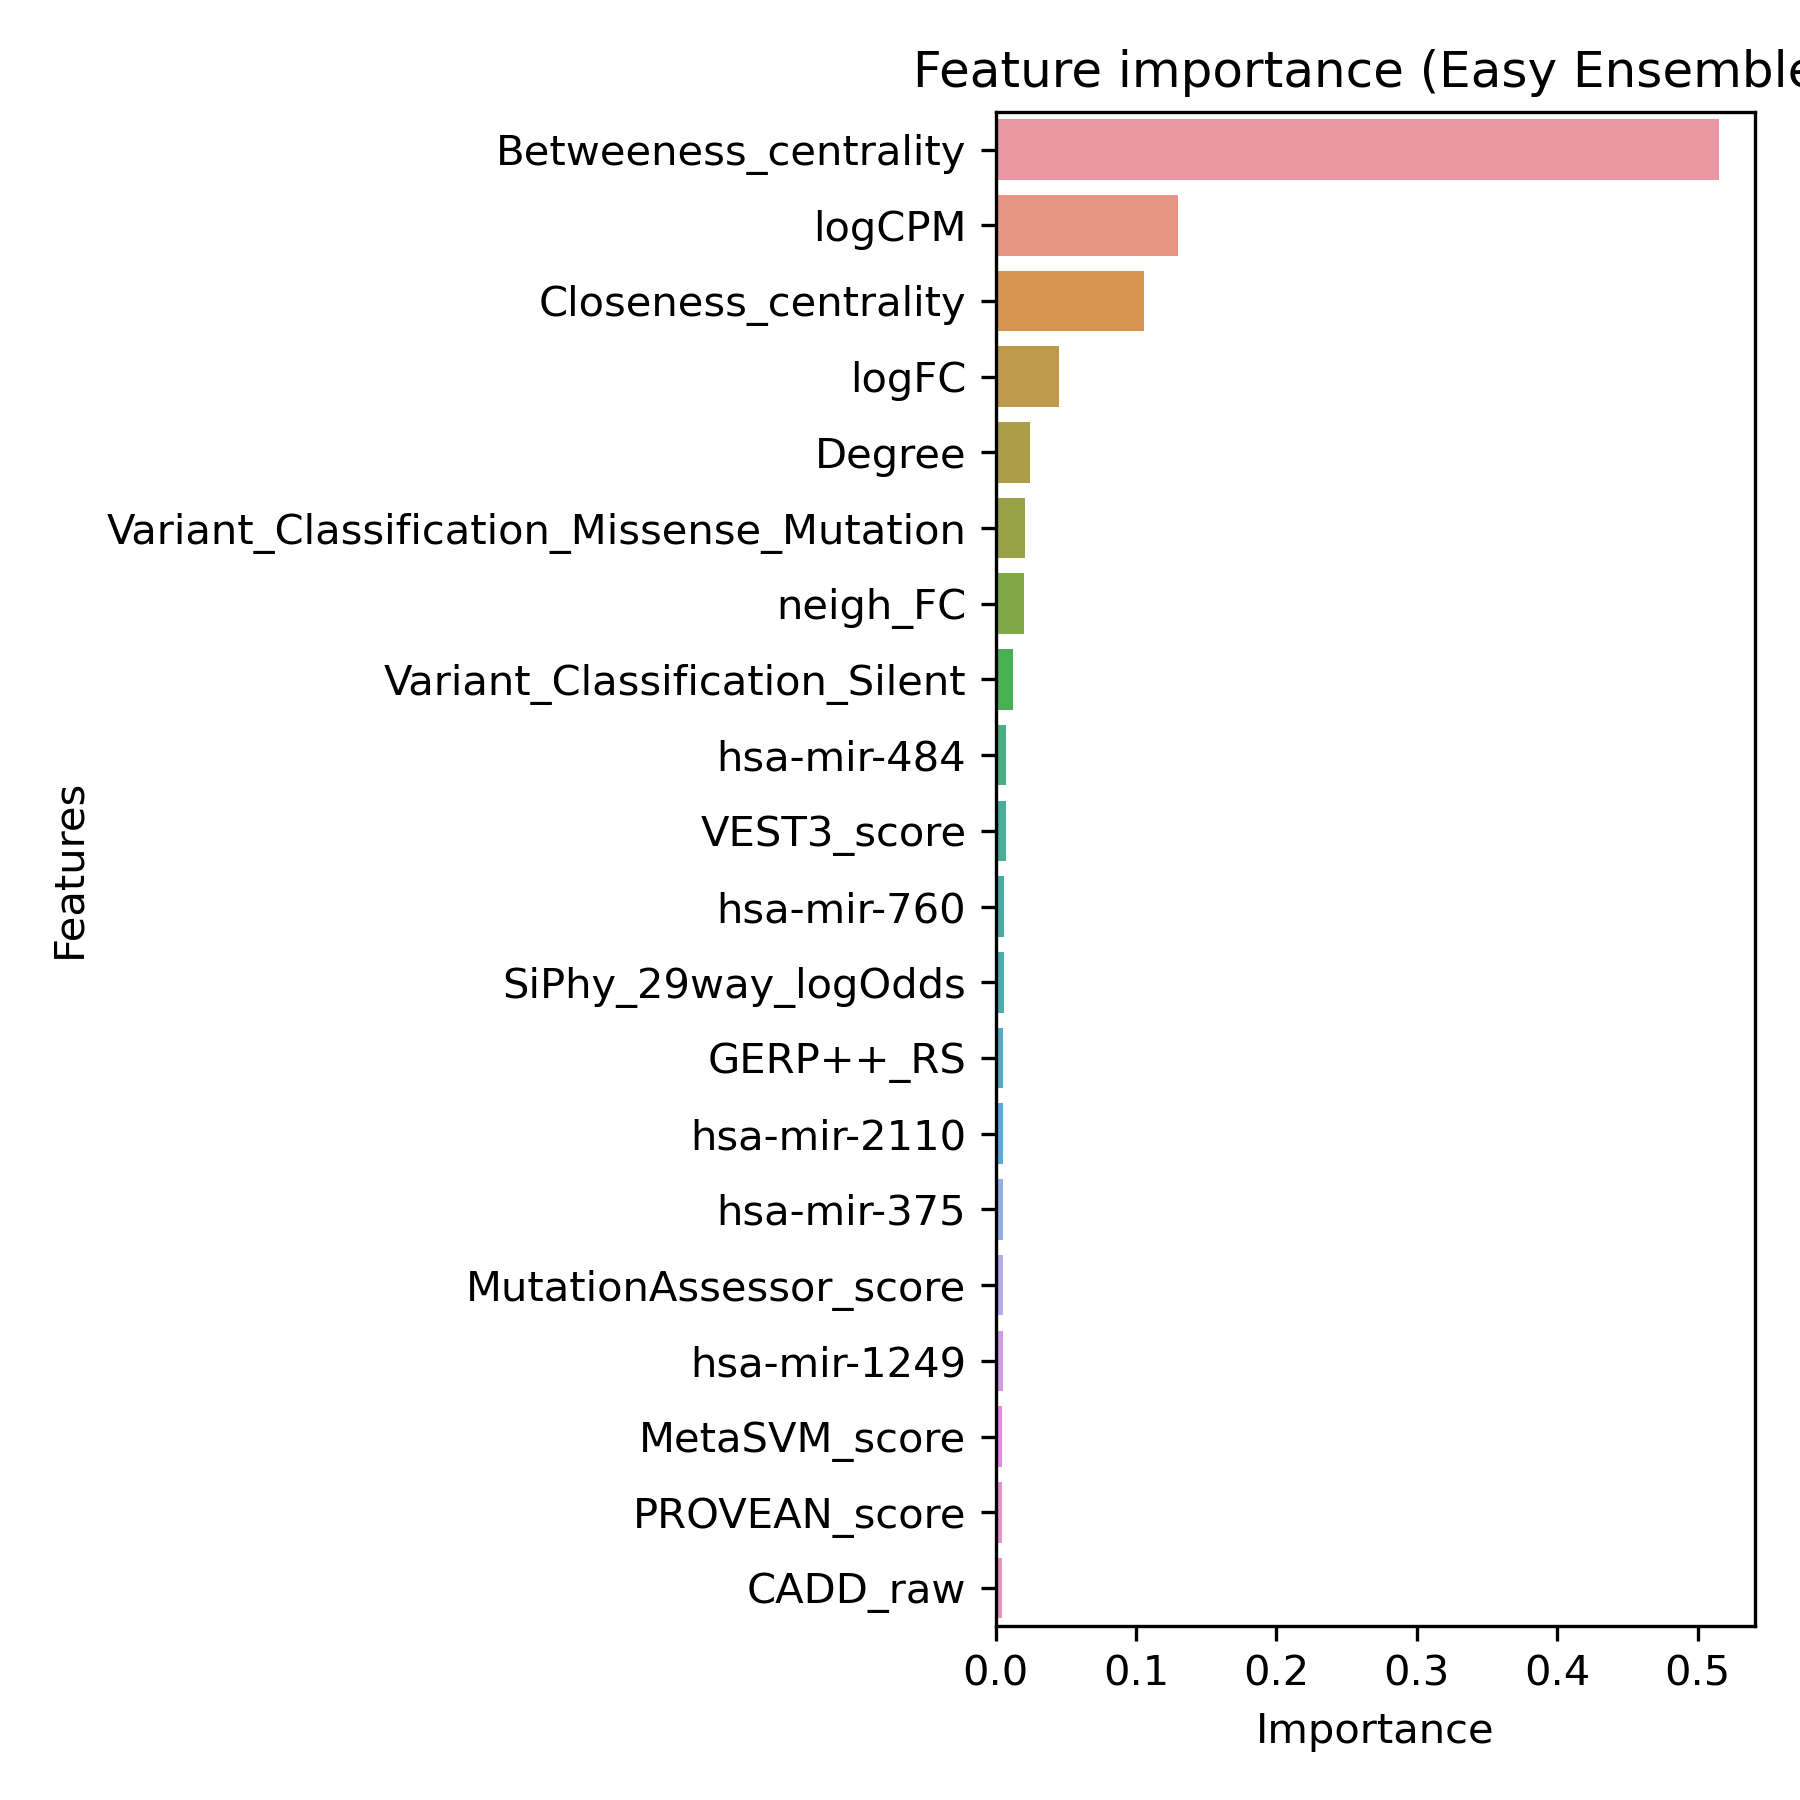 Feature importance (Easy Ensemble
Betweeness_centrality
logCPM
Closeness_centrality
logFC
Degree
Variant_Classification_Missense_Mutation
neigh_FC
Variant_Classification_Silent
hsa-mir-484
VEST3_score
hsa-mir-760
SiPhy_29way_logOdds
GERP++_RS
hsa-mir-2110
hsa-mir-375
MutationAssessor_score
hsa-mir-1249
MetaSVM_score
PROVEAN_score
CADD_raw
Features
0.0 0.1 0.2 0.3 0.4 0.5
Importance